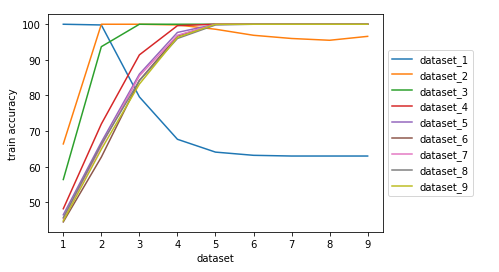 train accuracy
100
90
80
70
60
50
1 2 3 4 5 6 7 8 9
dataset
dataset_1
dataset_2
dataset_3
dataset_4
dataset_5
dataset_6
dataset_7
dataset_8
dataset_9